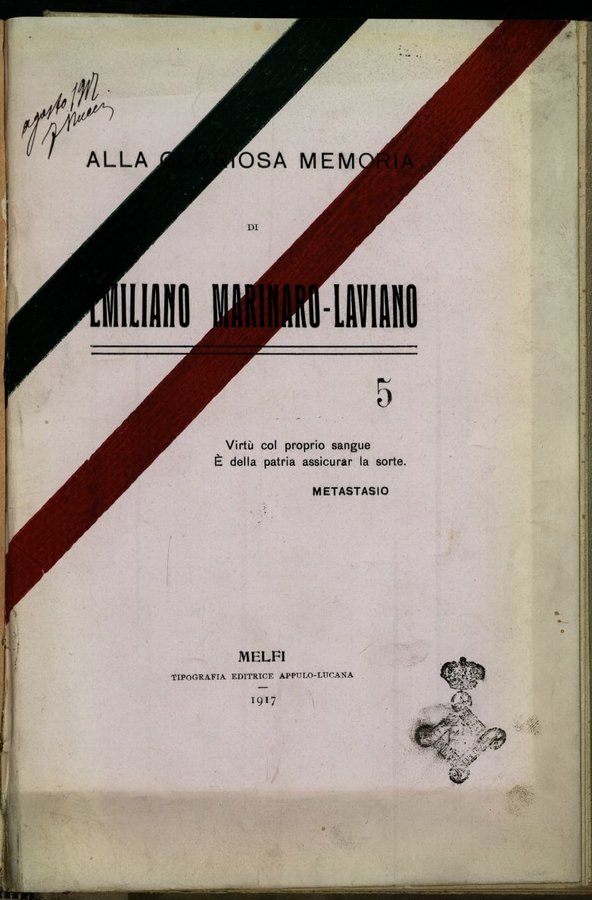 agosto 1917
ALLA GLORIOSA MEMORIA
DI
EMILIANO MARINARO-LAVIANO
5
Virtù col proprio sangue
È della patria assicurar la sorte.
METASTASIO
MELFI
TIPOGRAFIA EDITRICE APPULO-LUCANA
1917